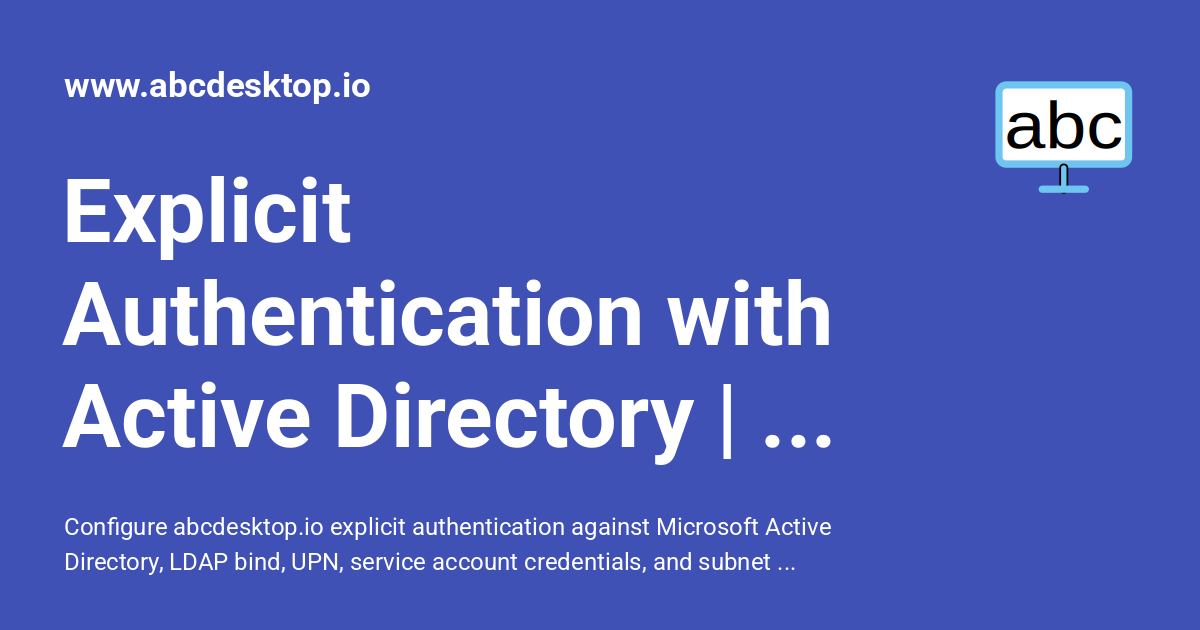 www.abcdesktop.io
abc
Explicit
Authentication with
Active Directory | ...
Configure abcdesktop.io explicit authentication against Microsoft Active
Directory, LDAP bind, UPN, service account credentials, and subnet ...